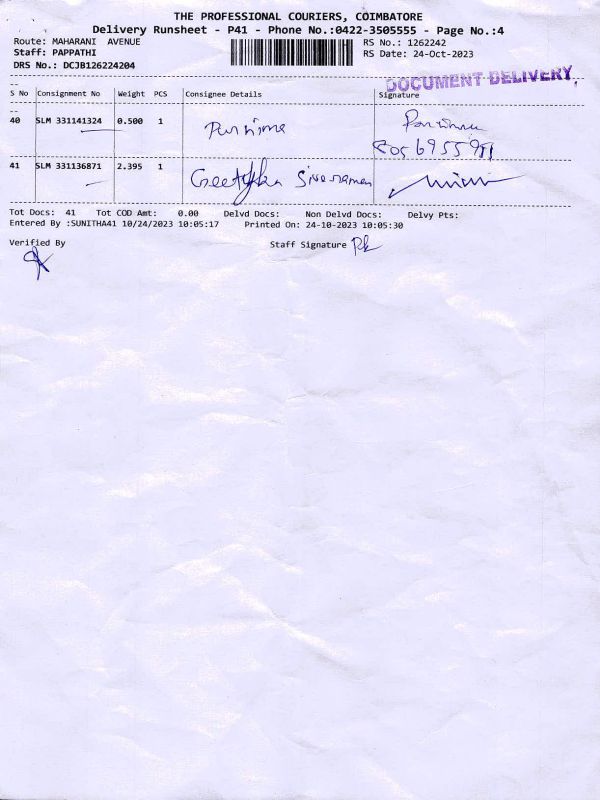 THE PROFESSIONAL COURIERS, COIMBATORE
Delivery Runsheet - P41 - Phone No.:0422-3505555 - Page No.:4
Route: MAHARANI AVENUE
Staff: PAPPATHI
DRS No.: DCJB126224204
RS No.: 1262242
RS Date: 24-Oct-2023
DOCUMENT DELIVERY
S No Consignment No Weight PCS Consignee Details Signature
40 SLM 331141324 0.500 1 Purnima
41 SLM 331136871 2.395 1 Geethika Sivaraman
Tot Docs: 41 Tot COD Amt: 0.00 Delvd Docs: Non Delvd Docs: Delvy Pts:
Entered By :SUNITHA41 10/24/2023 10:05:17 Printed On: 24-10-2023 10:05:30
Verified By
Staff Signature